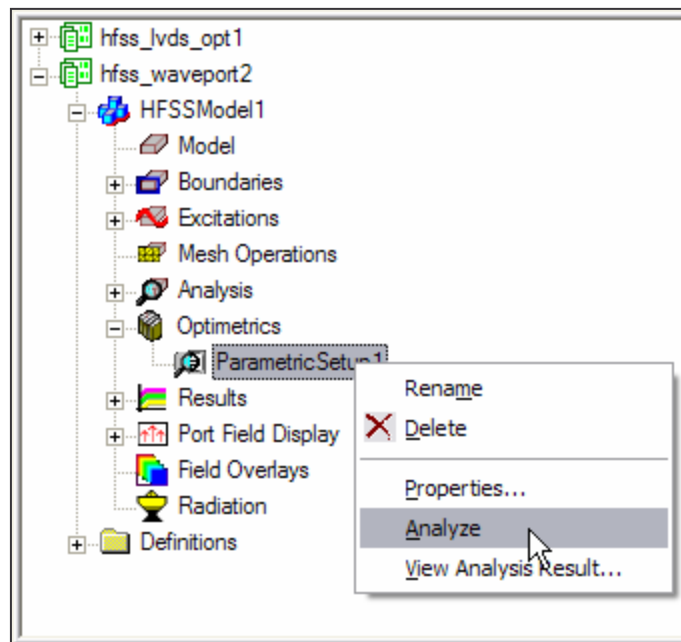 hfss_lvds_opt1
hfss_waveport2
HFSSModel1
Model
Boundaries
Excitations
Mesh Operations
Analysis
Optimetrics
ParametricSetup1
Results
Port Field Display
Field Overlays
Radiation
Definitions
Rename
Delete
Properties...
Analyze
View Analysis Result...